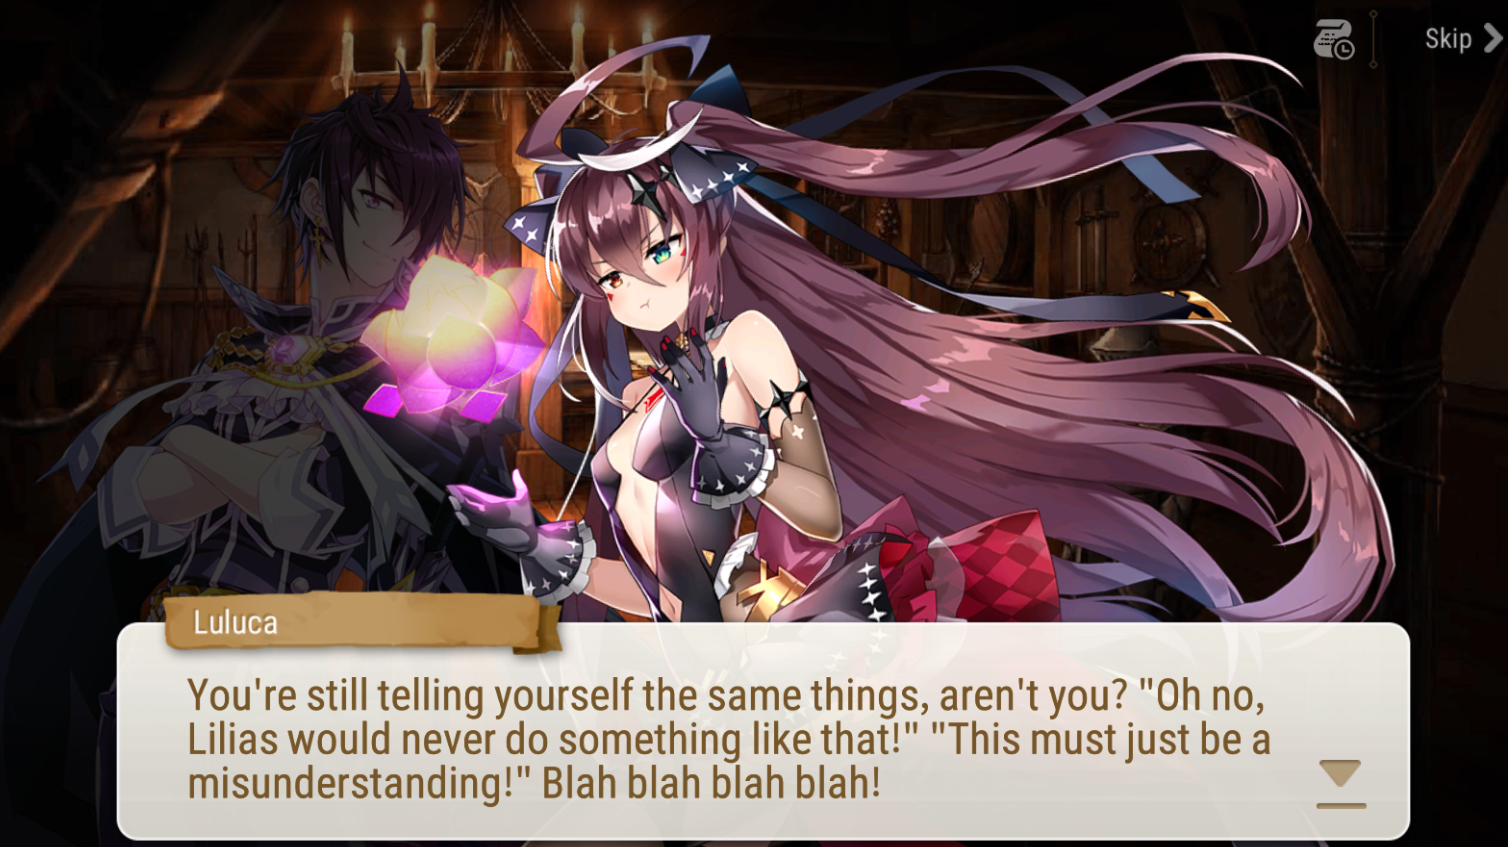 Skip
Luluca
You're still telling yourself the same things, aren't you? "Oh no,
Lilias would never do something like that!" "This must just be a
misunderstanding!" Blah blah blah blah!